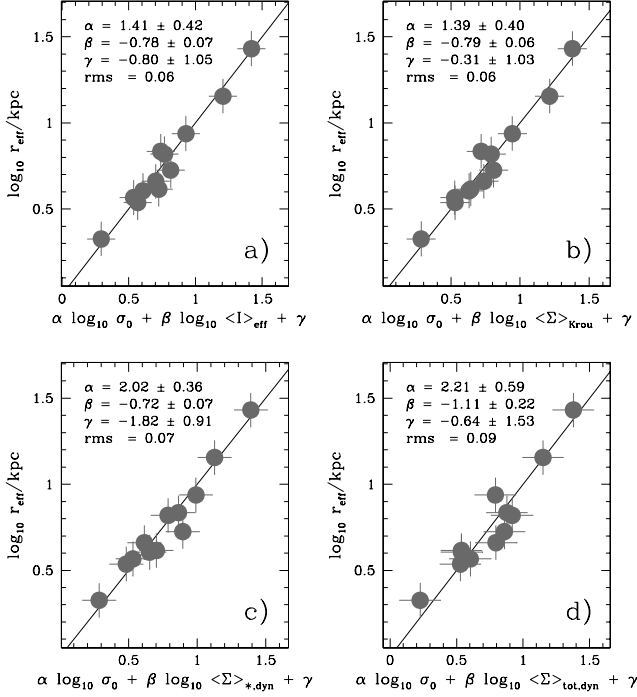 α = 1.41 ± 0.42
β = −0.78 ± 0.07
γ = −0.80 ± 1.05
rms = 0.06
1.5
1
0.5
log10 reff/kpc
a)
0 0.5 1 1.5
α log10 σ0 + β log10 <I>eff + γ
α = 1.39 ± 0.40
β = −0.79 ± 0.06
γ = −0.31 ± 1.03
rms = 0.06
1.5
1
0.5
log10 reff/kpc
b)
0 0.5 1 1.5
α log10 σ0 + β log10 <Σ>Krou + γ
α = 2.02 ± 0.36
β = −0.72 ± 0.07
γ = −1.82 ± 0.91
rms = 0.07
1.5
1
0.5
log10 reff/kpc
c)
0.5 1 1.5
α log10 σ0 + β log10 <Σ>*,dyn + γ
α = 2.21 ± 0.59
β = −1.11 ± 0.22
γ = −0.64 ± 1.53
rms = 0.09
1.5
1
0.5
log10 reff/kpc
d)
0 0.5 1 1.5
α log10 σ0 + β log10 <Σ>tot,dyn + γ